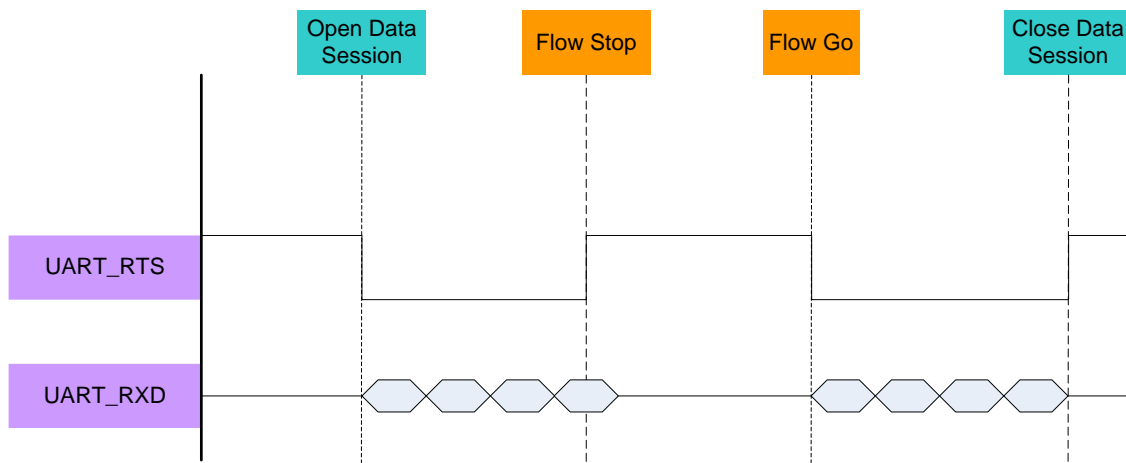 Open Data
Session
Flow Stop
Flow Go
Close Data
Session
UART_RTS
UART_RXD